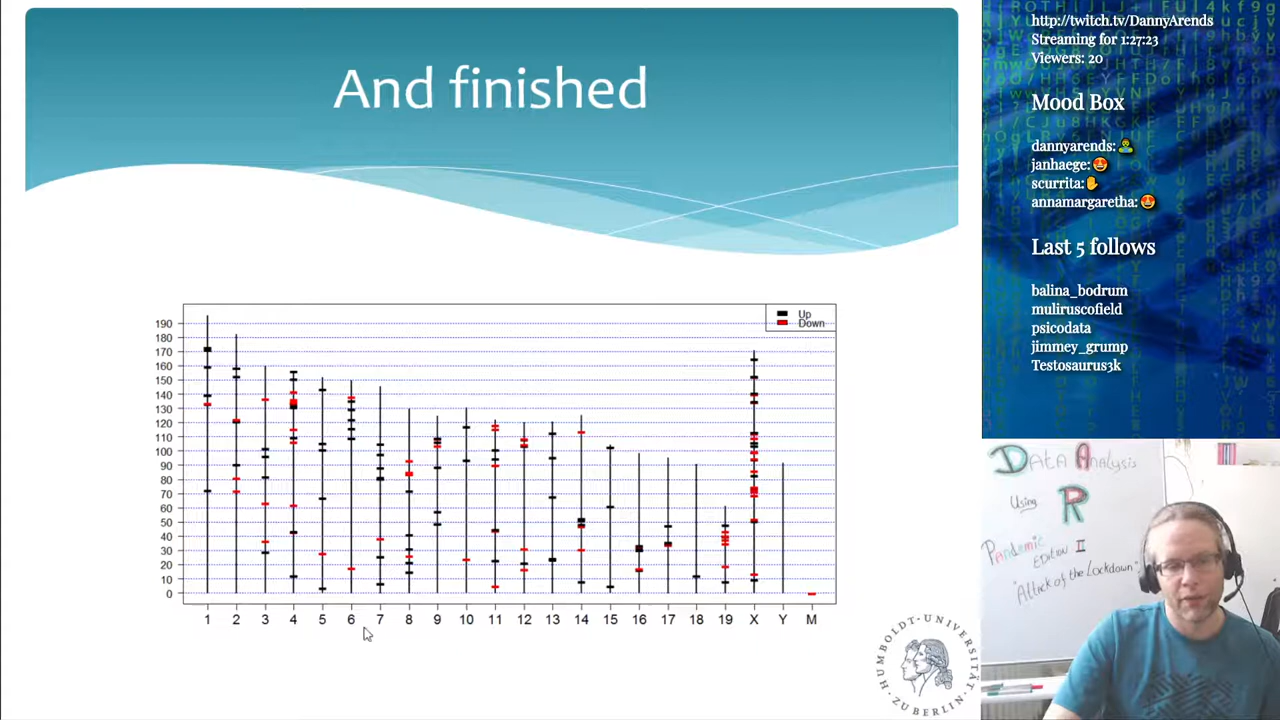 And finished
Up
Down
190
180
170
160
150
140
130
120
110
100
90
80
70
60
50
40
30
20
10
0
1 2 3 4 5 6 7 8 9 10 11 12 13 14 15 16 17 18 19 X Y M
HUMBOLDT-UNIVERSITÄT
ZU BERLIN
http://twitch.tv/DannyArends
Streaming for 1:27:23
Viewers: 20
Mood Box
dannyarends:
janhaege:
scurrita:
annamargaretha:
Last 5 follows
balina_bodrum
muliruscofield
psicodata
jimmey_grump
Testosaurus3k
Data Analysis
Using
R
Pandemic
Edition II
"Attack of the Lockdown"